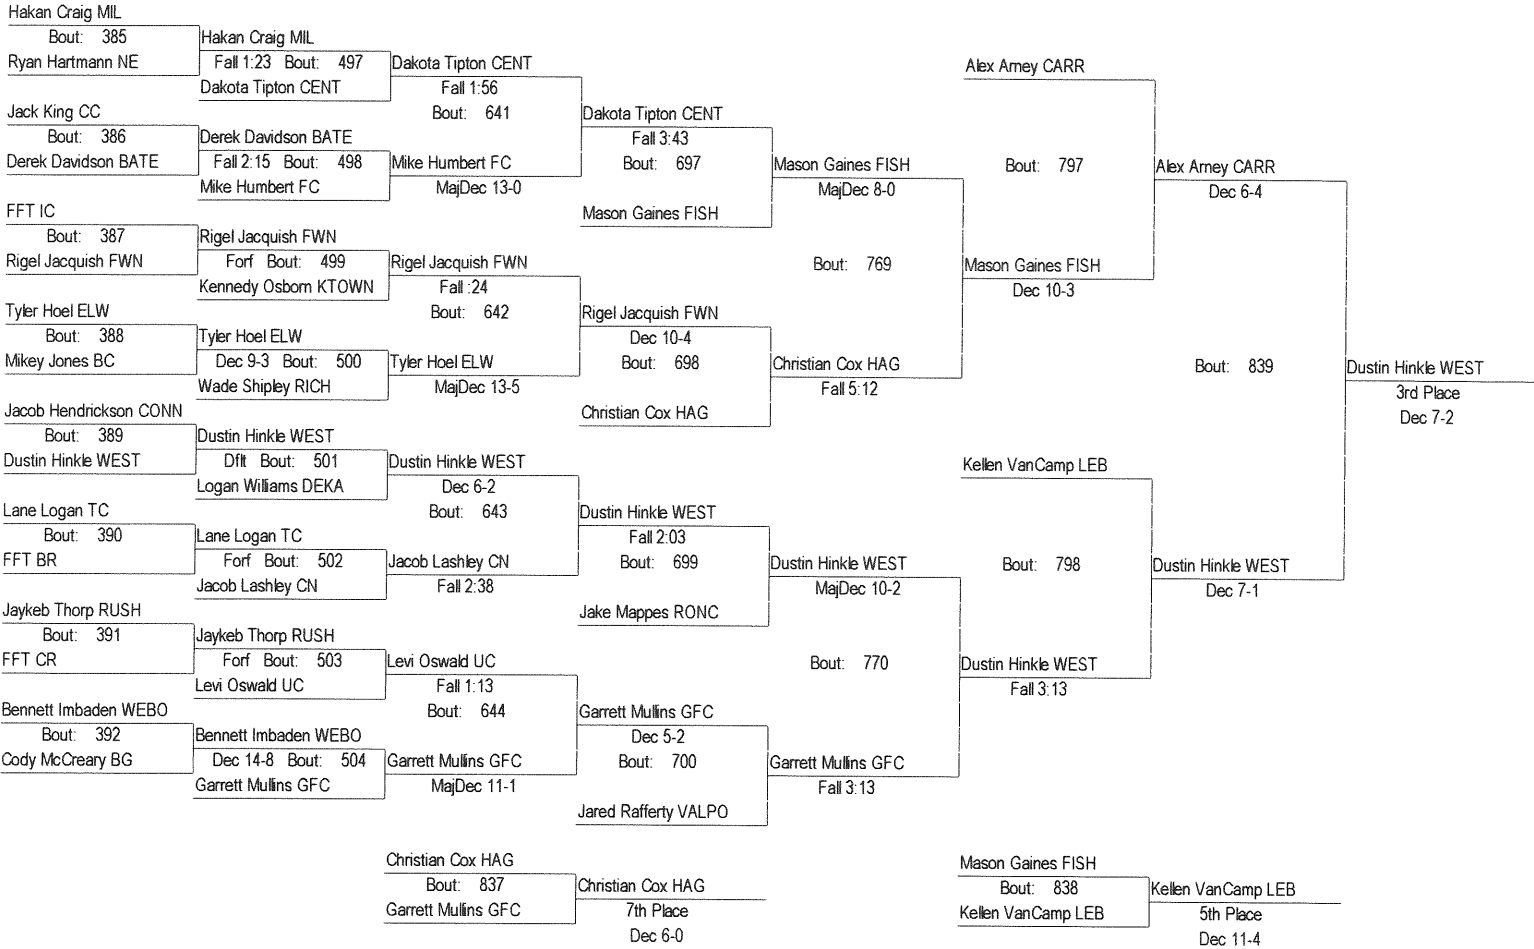 Hakan Craig MIL
Bout: 385
Ryan Hartmann NE
Jack King CC
Bout: 386
Derek Davidson BATE
FFT IC
Bout: 387
Rigel Jacquish FWN
Tyler Hoel ELW
Bout: 388
Mikey Jones BC
Jacob Hendrickson CONN
Bout: 389
Dustin Hinkle WEST
Lane Logan TC
Bout: 390
FFT BR
Jaykeb Thorp RUSH
Bout: 391
FFT CR
Bennett Imbaden WEBO
Bout: 392
Cody McCreary BG
Hakan Craig MIL
Fall 1:23 Bout: 497
Dakota Tipton CENT
Derek Davidson BATE
Fall 2:15 Bout: 498
Mike Humbert FC
Rigel Jacquish FWN
Forf Bout: 499
Kennedy Osborn KTOWN
Tyler Hoel ELW
Dec 9-3 Bout: 500
Wade Shipley RICH
Dustin Hinkle WEST
Dflt Bout: 501
Logan Williams DEKA
Lane Logan TC
Forf Bout: 502
Jacob Lashley CN
Jaykeb Thorp RUSH
Forf Bout: 503
Levi Oswald UC
Bennett Imbaden WEBO
Dec 14-8 Bout: 504
Garrett Mullins GFC
Dakota Tipton CENT
Fall 1:56
Bout: 641
Mike Humbert FC
MajDec 13-0
Rigel Jacquish FWN
Fall :24
Bout: 642
Tyler Hoel ELW
MajDec 13-5
Dustin Hinkle WEST
Dec 6-2
Bout: 643
Jacob Lashley CN
Fall 2:38
Levi Oswald UC
Fall 1:13
Bout: 644
Garrett Mullins GFC
MajDec 11-1
Dakota Tipton CENT
Fall 3:43
Bout: 697
Mason Gaines FISH
Rigel Jacquish FWN
Dec 10-4
Bout: 698
Christian Cox HAG
Dustin Hinkle WEST
Fall 2:03
Bout: 699
Jake Mappes RONC
Garrett Mullins GFC
Dec 5-2
Bout: 700
Jared Rafferty VALPO
Mason Gaines FISH
MajDec 8-0
Bout: 769
Christian Cox HAG
Fall 5:12
Dustin Hinkle WEST
MajDec 10-2
Bout: 770
Garrett Mullins GFC
Fall 3:13
Alex Arney CARR
Bout: 797
Mason Gaines FISH
Dec 10-3
Kellen VanCamp LEB
Bout: 798
Dustin Hinkle WEST
Fall 3:13
Alex Arney CARR
Dec 6-4
Bout: 839
Dustin Hinkle WEST
Dec 7-1
Dustin Hinkle WEST
3rd Place
Dec 7-2
Christian Cox HAG
Bout: 837
Garrett Mullins GFC
Christian Cox HAG
7th Place
Dec 6-0
Mason Gaines FISH
Bout: 838
Kellen VanCamp LEB
Kellen VanCamp LEB
5th Place
Dec 11-4